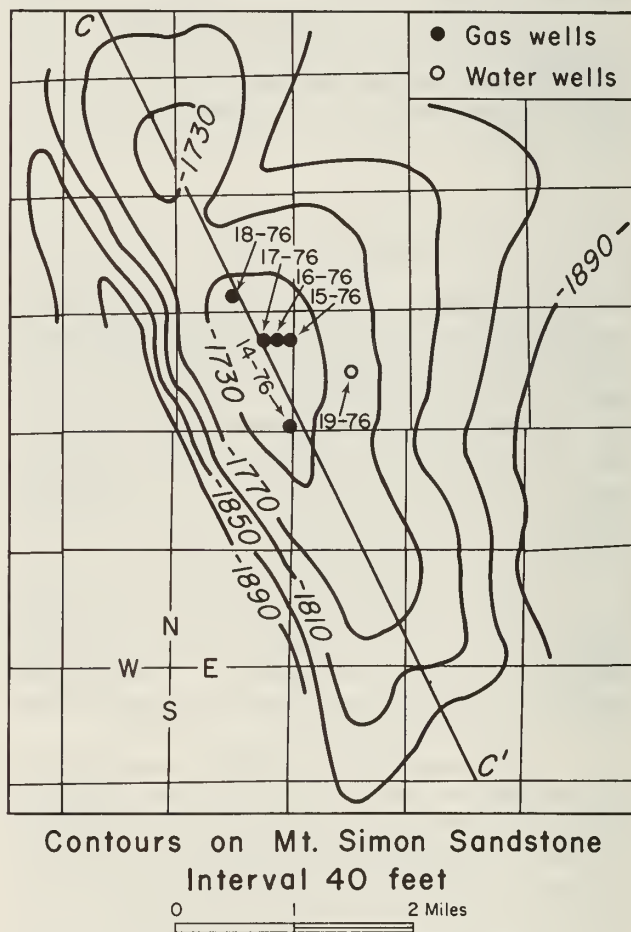 C
Gas wells
Water wells
-1730
-1890
18-76
17-76
16-76
15-76
14-76
-1730
19-76
-1770
-1850
-1810
-1890
N
W E
S
C'
Contours on Mt. Simon Sandstone
Interval 40 feet
0 1 2 Miles